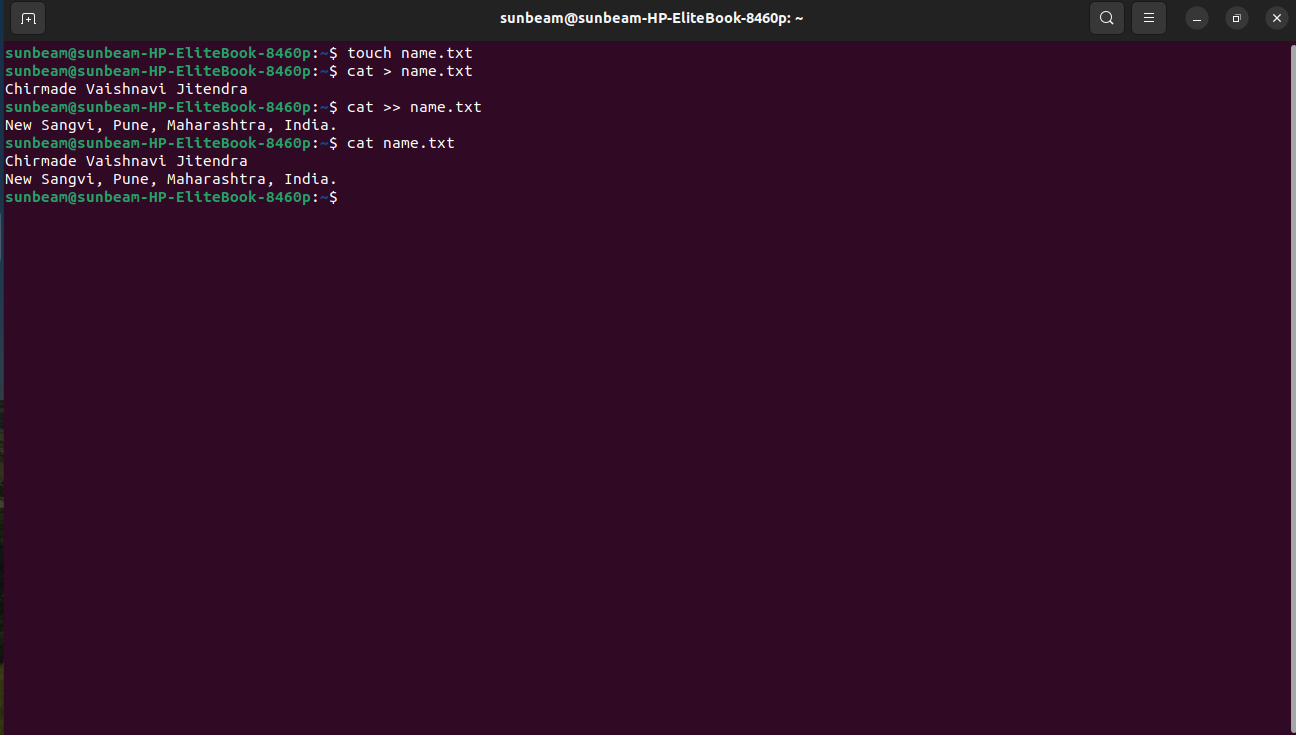 sunbeam@sunbeam-HP-EliteBook-8460p: ~
sunbeam@sunbeam-HP-EliteBook-8460p:~$ touch name.txt
sunbeam@sunbeam-HP-EliteBook-8460p:~$ cat > name.txt
Chirmade Vaishnavi Jitendra
sunbeam@sunbeam-HP-EliteBook-8460p:~$ cat >> name.txt
New Sangvi, Pune, Maharashtra, India.
sunbeam@sunbeam-HP-EliteBook-8460p:~$ cat name.txt
Chirmade Vaishnavi Jitendra
New Sangvi, Pune, Maharashtra, India.
sunbeam@sunbeam-HP-EliteBook-8460p:~$